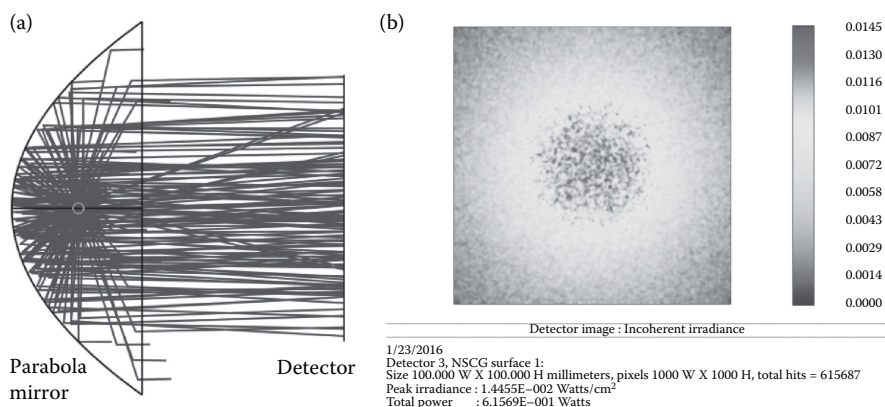 (a)
Parabola
mirror
Detector
(b)
0.0145
0.0130
0.0116
0.0101
0.0087
0.0072
0.0058
0.0043
0.0029
0.0014
0.0000
Detector image : Incoherent irradiance
1/23/2016
Detector 3, NSCG surface 1:
Size 100.000 W X 100.000 H millimeters, pixels 1000 W X 1000 H, total hits = 615687
Peak irradiance : 1.4455E–002 Watts/cm²
Total power : 6.1569E–001 Watts